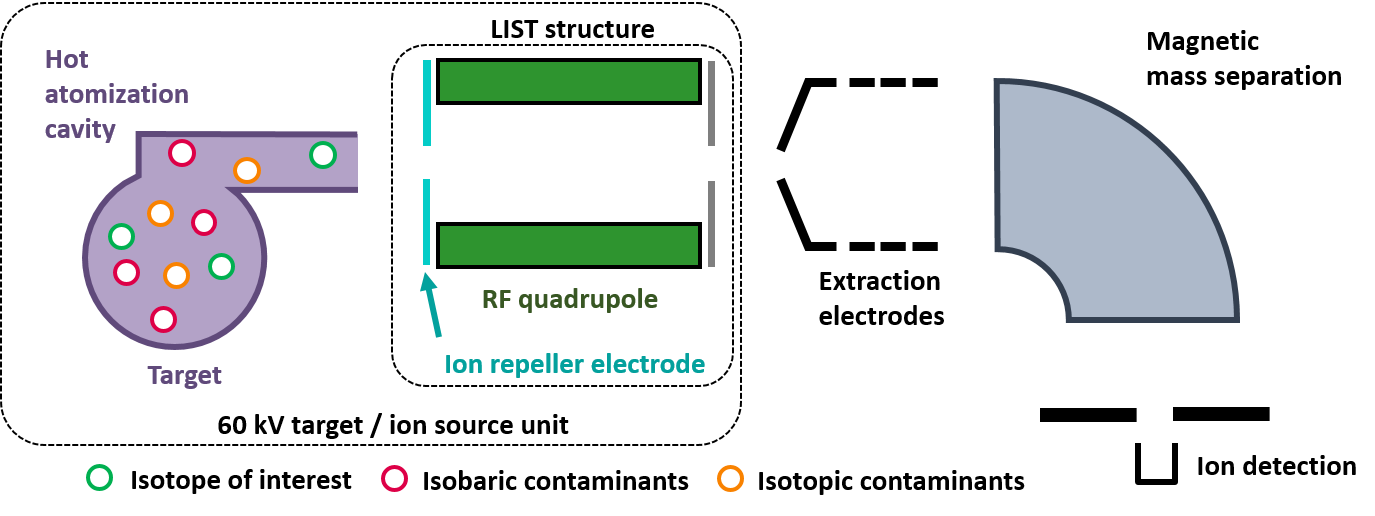 LIST structure
Hot
atomization
cavity
Magnetic
mass separation
Extraction
electrodes
RF quadrupole
Ion repeller electrode
Target
60 kV target / ion source unit
Isotope of interest
Isobaric contaminants
Isotopic contaminants
Ion detection